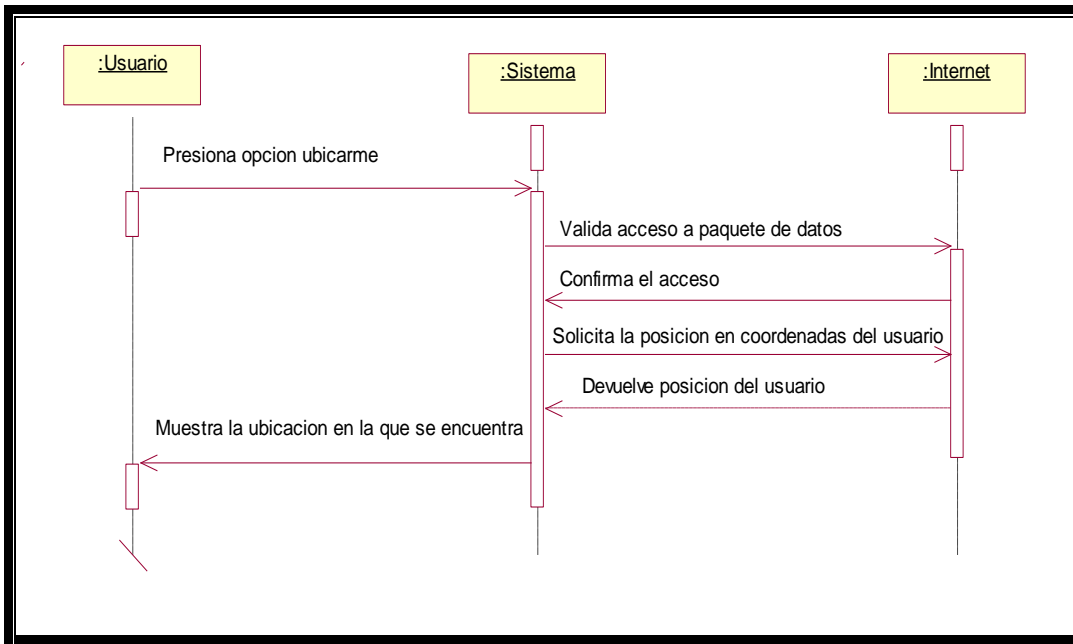 :Usuario
:Sistema
:Internet
Presiona opcion ubicarme
Valida acceso a paquete de datos
Confirma el acceso
Solicita la posicion en coordenadas del usuario
Devuelve posicion del usuario
Muestra la ubicacion en la que se encuentra